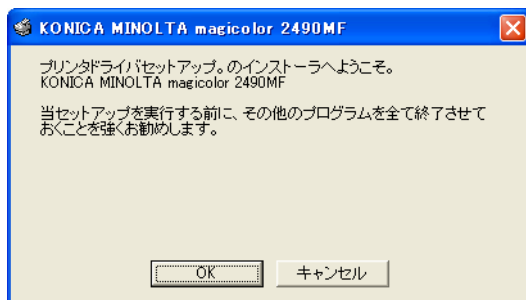 KONICA MINOLTA magicolor 2490MF
プリンタドライバセットアップ。のインストーラへようこそ。
KONICA MINOLTA magicolor 2490MF
当セットアップを実行する前に、その他のプログラムを全て終了させて
おくことを強くお勧めします。
OK
キャンセル